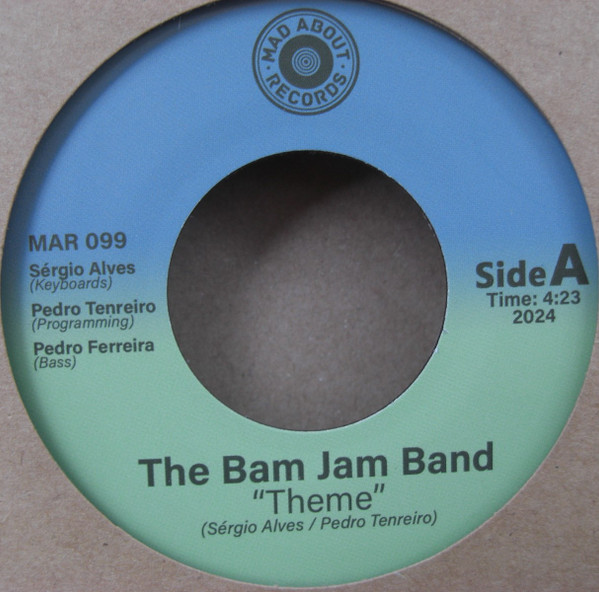 MAD ABOUT
RECORDS
MAR 099
Sérgio Alves
(Keyboards)
Pedro Tenreiro
(Programming)
Pedro Ferreira
(Bass)
Side A
Time: 4:23
2024
The Bam Jam Band
“Theme”
(Sérgio Alves / Pedro Tenreiro)